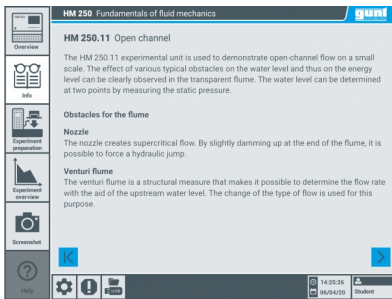 HM 250 Fundamentals of fluid mechanics
gunt
Overview
Info
Experiment
preparation
Experiment
overview
Screenshot
Help
HM 250.11 Open channel
The HM 250.11 experimental unit is used to demonstrate open-channel flow on a small
scale. The effect of various typical obstacles on the water level and thus on the energy
level can be clearly observed in the transparent flume. The water level can be determined
at two points by measuring the static pressure.
Obstacles for the flume
Nozzle
The nozzle creates supercritical flow. By slightly damming up at the end of the flume, it is
possible to force a hydraulic jump.
Venturi flume
The venturi flume is a structural measure that makes it possible to determine the flow rate
with the aid of the upstream water level. The change of the type of flow is used for this
purpose.
USB
14:25:26
06/04/20
Student